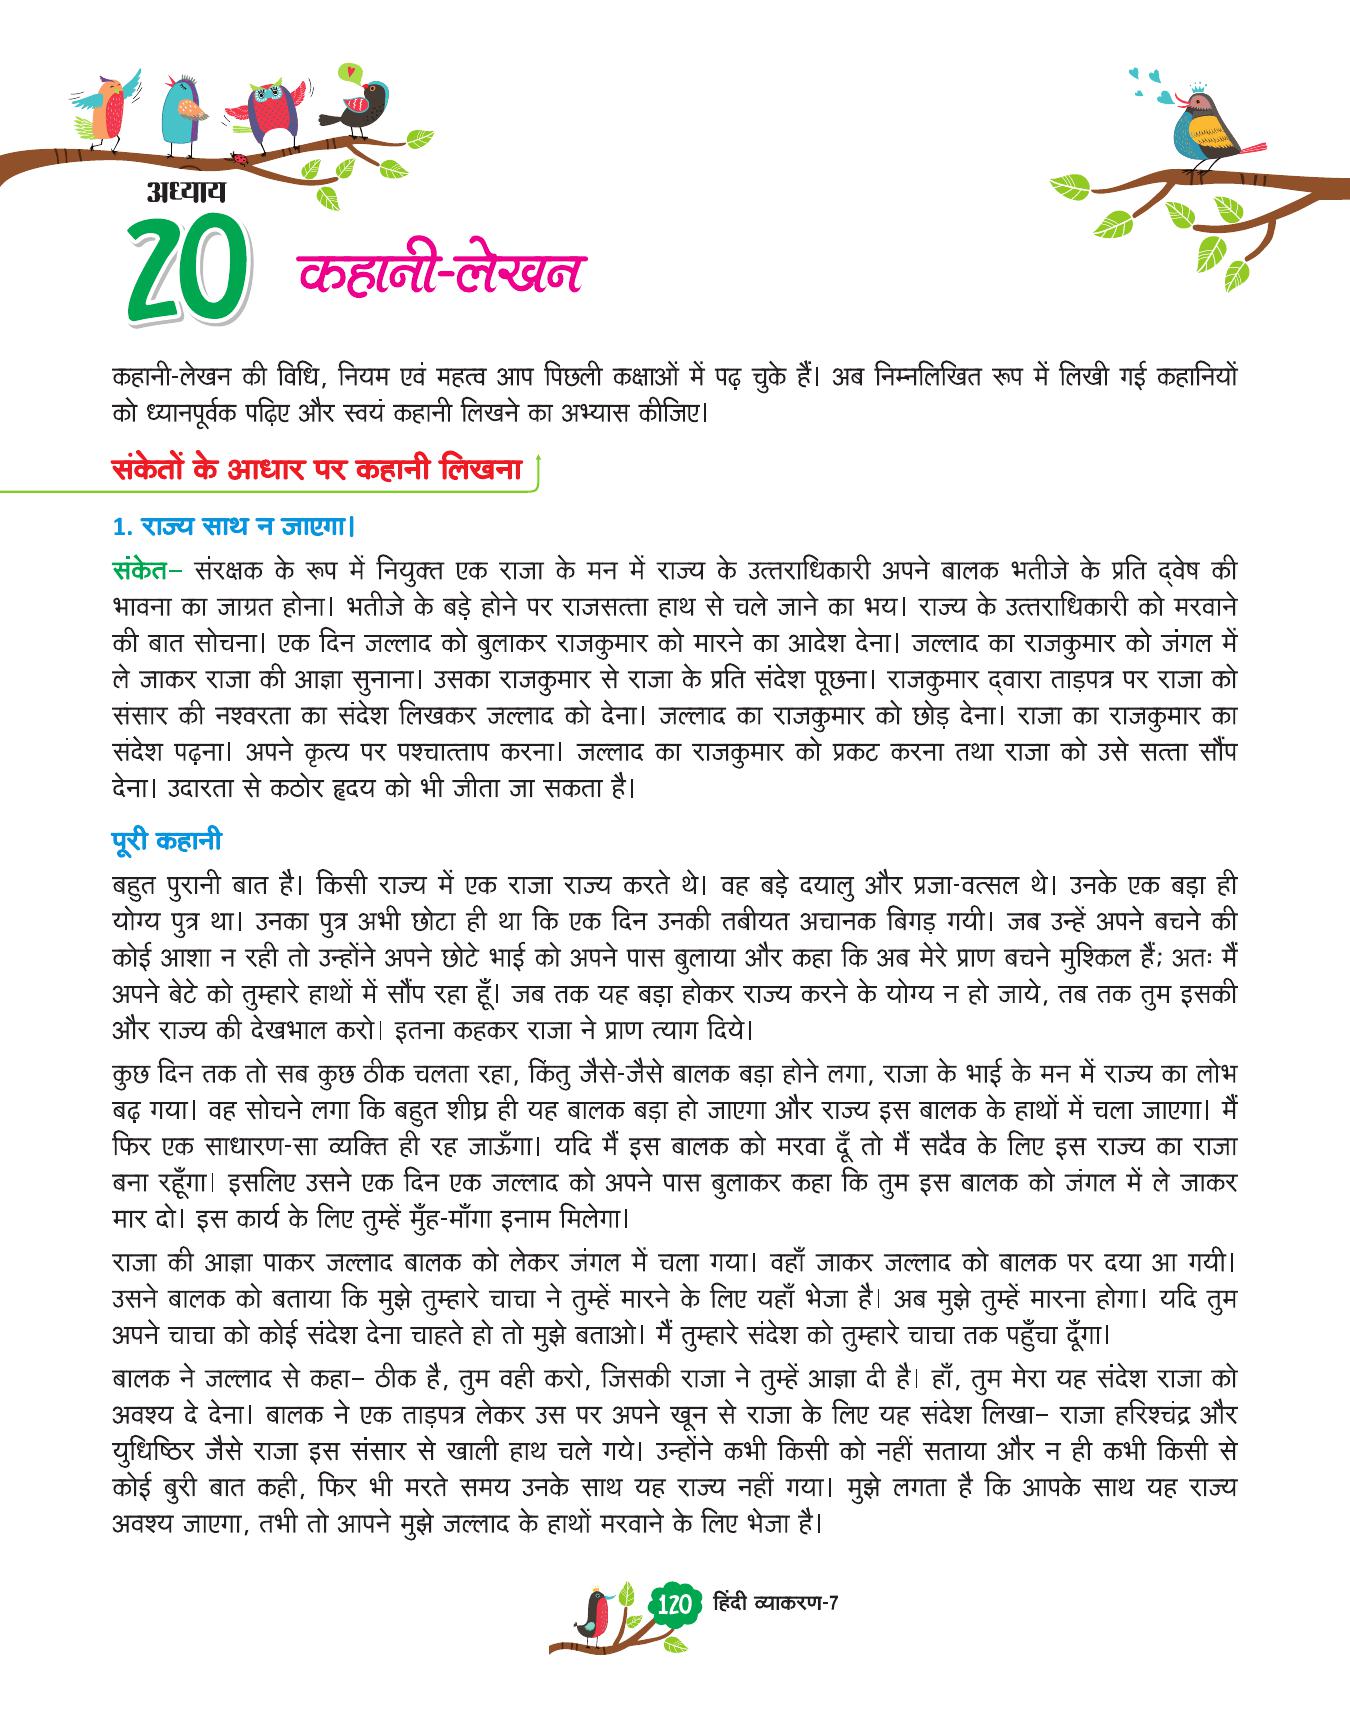 अध्याय
20
कहानी-लेखन
कहानी-लेखन की विधि, नियम एवं महत्व आप पिछली कक्षाओं में पढ़ चुके हैं। अब निम्नलिखित रूप में लिखी गई कहानियों
को ध्यानपूर्वक पढ़िए और स्वयं कहानी लिखने का अभ्यास कीजिए।
संकेतों के आधार पर कहानी लिखना
1. राज्य साथ न जाएगा।
संकेत– संरक्षक के रूप में नियुक्त एक राजा के मन में राज्य के उत्तराधिकारी अपने बालक भतीजे के प्रति द्वेष की
भावना का जाग्रत होना। भतीजे के बड़े होने पर राजसत्ता हाथ से चले जाने का भय। राज्य के उत्तराधिकारी को मरवाने
की बात सोचना। एक दिन जल्लाद को बुलाकर राजकुमार को मारने का आदेश देना। जल्लाद का राजकुमार को जंगल में
ले जाकर राजा की आज्ञा सुनाना। उसका राजकुमार से राजा के प्रति संदेश पूछना। राजकुमार द्वारा ताड़पत्र पर राजा को
संसार की नश्वरता का संदेश लिखकर जल्लाद को देना। जल्लाद का राजकुमार को छोड़ देना। राजा का राजकुमार का
संदेश पढ़ना। अपने कृत्य पर पश्चात्ताप करना। जल्लाद का राजकुमार को प्रकट करना तथा राजा को उसे सत्ता सौंप
देना। उदारता से कठोर हृदय को भी जीता जा सकता है।
पूरी कहानी
बहुत पुरानी बात है। किसी राज्य में एक राजा राज्य करते थे। वह बड़े दयालु और प्रजा-वत्सल थे। उनके एक बड़ा ही
योग्य पुत्र था। उनका पुत्र अभी छोटा ही था कि एक दिन उनकी तबीयत अचानक बिगड़ गयी। जब उन्हें अपने बचने की
कोई आशा न रही तो उन्होंने अपने छोटे भाई को अपने पास बुलाया और कहा कि अब मेरे प्राण बचने मुश्किल हैं; अतः मैं
अपने बेटे को तुम्हारे हाथों में सौंप रहा हूँ। जब तक यह बड़ा होकर राज्य करने के योग्य न हो जाये, तब तक तुम इसकी
और राज्य की देखभाल करो। इतना कहकर राजा ने प्राण त्याग दिये।
कुछ दिन तक तो सब कुछ ठीक चलता रहा, किंतु जैसे-जैसे बालक बड़ा होने लगा, राजा के भाई के मन में राज्य का लोभ
बढ़ गया। वह सोचने लगा कि बहुत शीघ्र ही यह बालक बड़ा हो जाएगा और राज्य इस बालक के हाथों में चला जाएगा। मैं
फिर एक साधारण-सा व्यक्ति ही रह जाऊँगा। यदि मैं इस बालक को मरवा दूँ तो मैं सदैव के लिए इस राज्य का राजा
बना रहूँगा। इसलिए उसने एक दिन एक जल्लाद को अपने पास बुलाकर कहा कि तुम इस बालक को जंगल में ले जाकर
मार दो। इस कार्य के लिए तुम्हें मुँह-माँगा इनाम मिलेगा।
राजा की आज्ञा पाकर जल्लाद बालक को लेकर जंगल में चला गया। वहाँ जाकर जल्लाद को बालक पर दया आ गयी।
उसने बालक को बताया कि मुझे तुम्हारे चाचा ने तुम्हें मारने के लिए यहाँ भेजा है। अब मुझे तुम्हें मारना होगा। यदि तुम
अपने चाचा को कोई संदेश देना चाहते हो तो मुझे बताओ। मैं तुम्हारे संदेश को तुम्हारे चाचा तक पहुँचा दूँगा।
बालक ने जल्लाद से कहा– ठीक है, तुम वही करो, जिसकी राजा ने तुम्हें आज्ञा दी है। हाँ, तुम मेरा यह संदेश राजा को
अवश्य दे देना। बालक ने एक ताड़पत्र लेकर उस पर अपने खून से राजा के लिए यह संदेश लिखा– राजा हरिश्चंद्र और
युधिष्ठिर जैसे राजा इस संसार से खाली हाथ चले गये। उन्होंने कभी किसी को नहीं सताया और न ही कभी किसी से
कोई बुरी बात कही, फिर भी मरते समय उनके साथ यह राज्य नहीं गया। मुझे लगता है कि आपके साथ यह राज्य
अवश्य जाएगा, तभी तो आपने मुझे जल्लाद के हाथों मरवाने के लिए भेजा है।
120 हिंदी व्याकरण-7